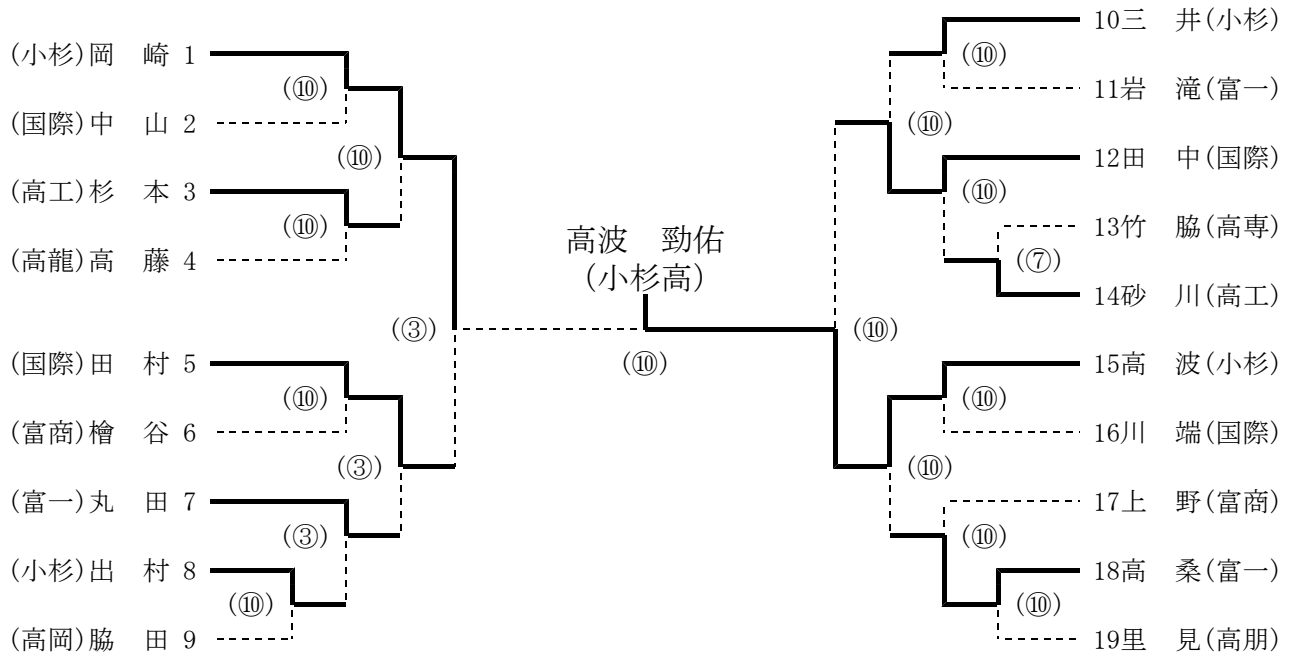 (小杉)岡　崎 1
(⑩)
(国際)中　山 2
(⑩)
(高工)杉　本 3
(⑩)
(高龍)高　藤 4
(③)
(国際)田　村 5
(⑩)
(富商)檜　谷 6
(③)
(富一)丸　田 7
(③)
(小杉)出　村 8
(⑩)
(高岡)脇　田 9
高波　勁佑
(小杉高)
(⑩)
10三　井(小杉)
(⑩)
11岩　滝(富一)
(⑩)
12田　中(国際)
(⑩)
13竹　脇(高専)
(⑦)
14砂　川(高工)
(⑩)
15高　波(小杉)
(⑩)
16川　端(国際)
(⑩)
17上　野(富商)
(⑩)
18高　桑(富一)
(⑩)
19里　見(高朋)